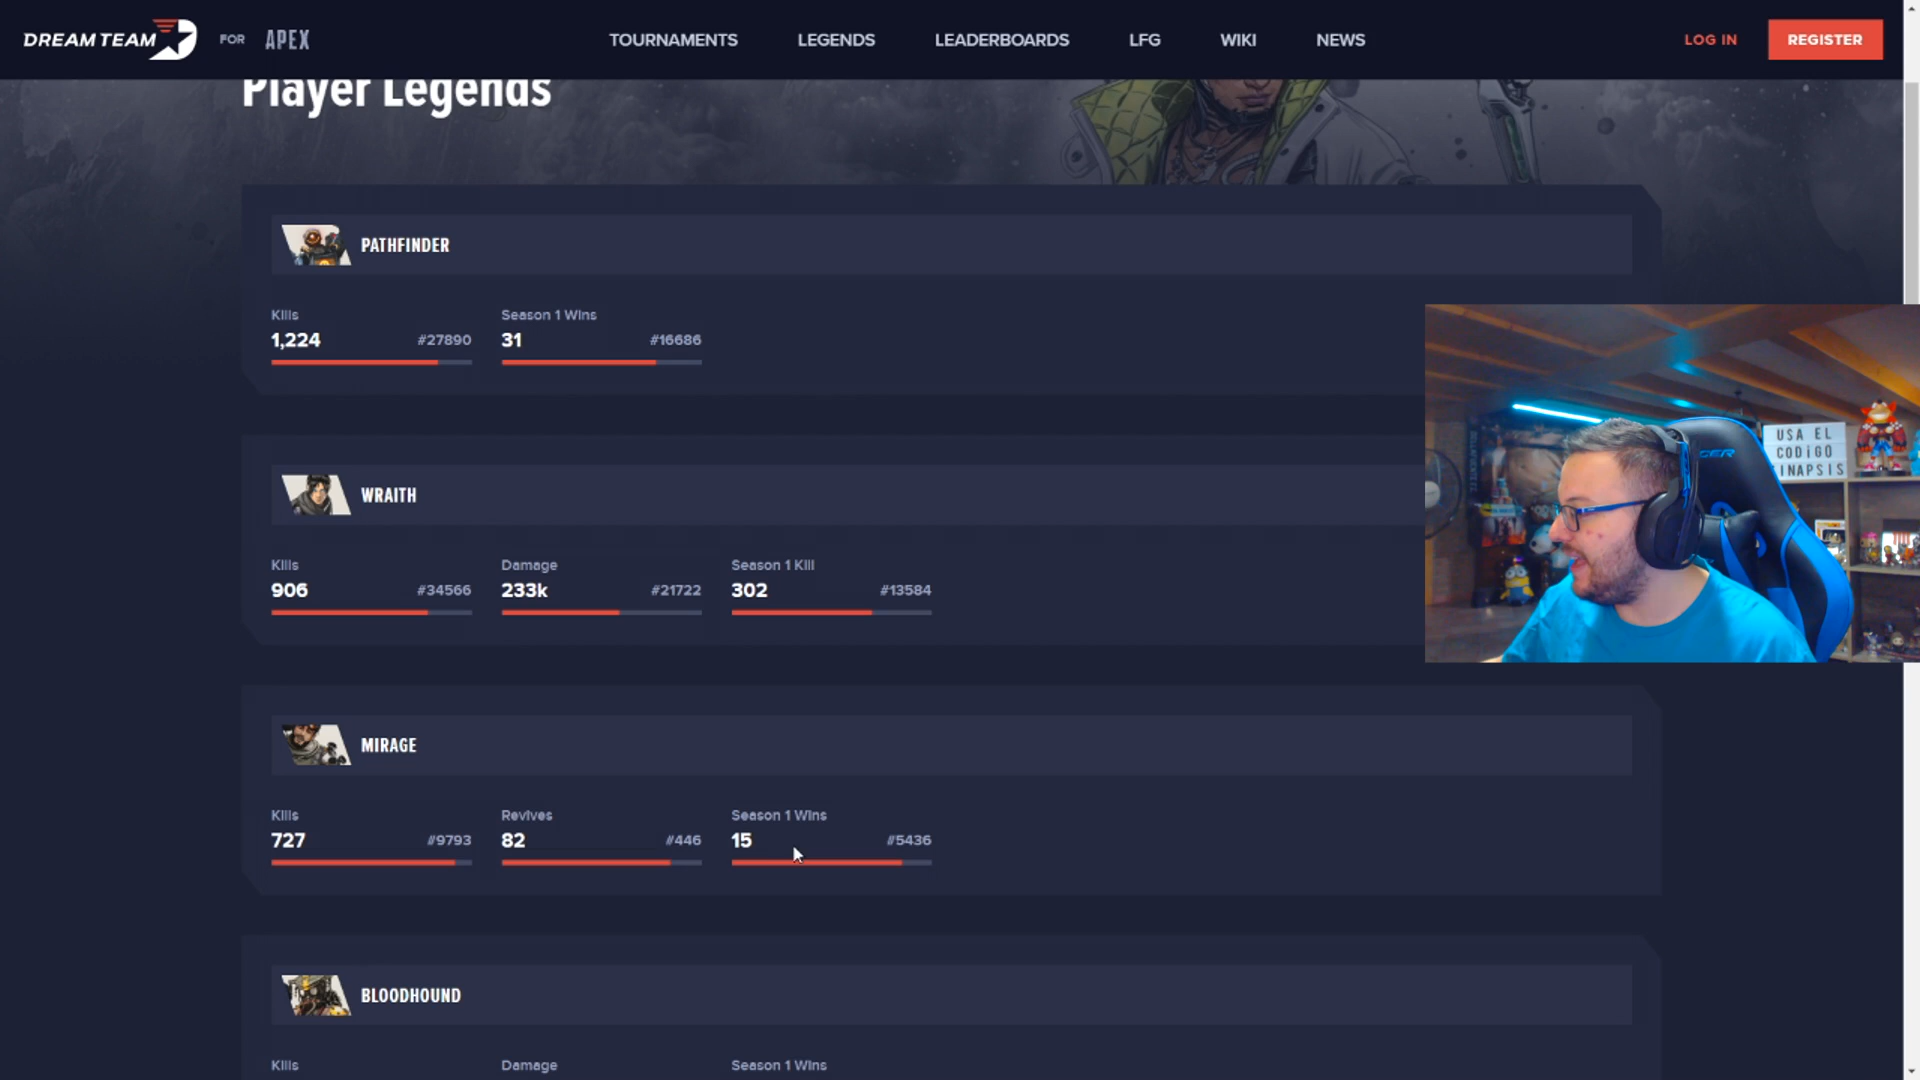 DREAM TEAM FOR APEX
TOURNAMENTS LEGENDS LEADERBOARDS LFG WIKI NEWS
LOG IN REGISTER
Player Legends
PATHFINDER
Kills Season 1 Wins
1,224 #27890 31 #16686
WRAITH
Kills Damage Season 1 Kill
906 #34566 233k #21722 302 #13584
USA EL
CODIGO
INAPSIS
MIRAGE
Kills Revives Season 1 Wins
727 #9793 82 #446 15 #5436
BLOODHOUND
Kills Damage Season 1 Wins